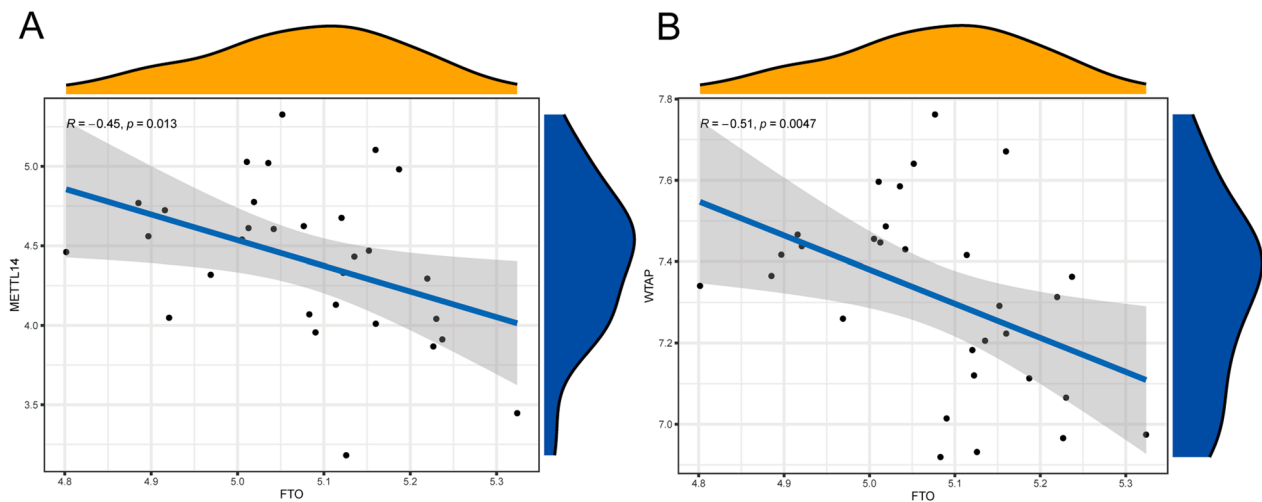 A
R = −0.45, p = 0.013
5.0
4.5
4.0
3.5
METTL14
4.8 4.9 5.0 5.1 5.2 5.3
FTO
B
R = −0.51, p = 0.0047
7.8
7.6
7.4
7.2
7.0
WTAP
4.8 4.9 5.0 5.1 5.2 5.3
FTO